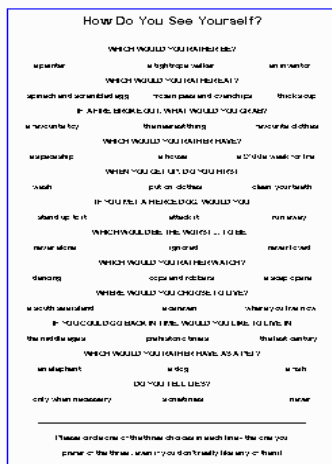 How Do You See Yourself?
WHICH WOULD YOU RATHER BE?
a painter a tightrope walker an inventor
WHICH WOULD YOU RATHER EAT?
spinach and scrambled egg frozen peas and oven chips thick soup
IF A FIRE BROKE OUT, WHAT WOULD YOU GRAB?
a favourite toy the nearest thing favourite clothes
WHICH WOULD YOU RATHER HAVE?
a spaceship a house a week for life
WHEN YOU GET UP, DO YOU FIRST
wash put on clothes clean your teeth
IF YOU MET A FIERCE DOG, WOULD YOU
stand up to it attack it run away
WHICH WOULD BE THE WORST ... TO BE
never alone ignored never loved
WHICH WOULD YOU RATHER WATCH?
dancing cops and robbers a soap opera
WHERE WOULD YOU CHOOSE TO LIVE?
a south sea island a caravan where you live now
IF YOU COULD GO BACK IN TIME, WOULD YOU LIKE TO LIVE IN
the middle ages prehistoric times the last century
WHICH WOULD YOU RATHER HAVE AS A PET?
an elephant a dog a fish
DO YOU TELL LIES?
only when necessary sometimes never
Please circle one of the three choices in each line - the one you
prefer of the three, even if you don't really like any of them!